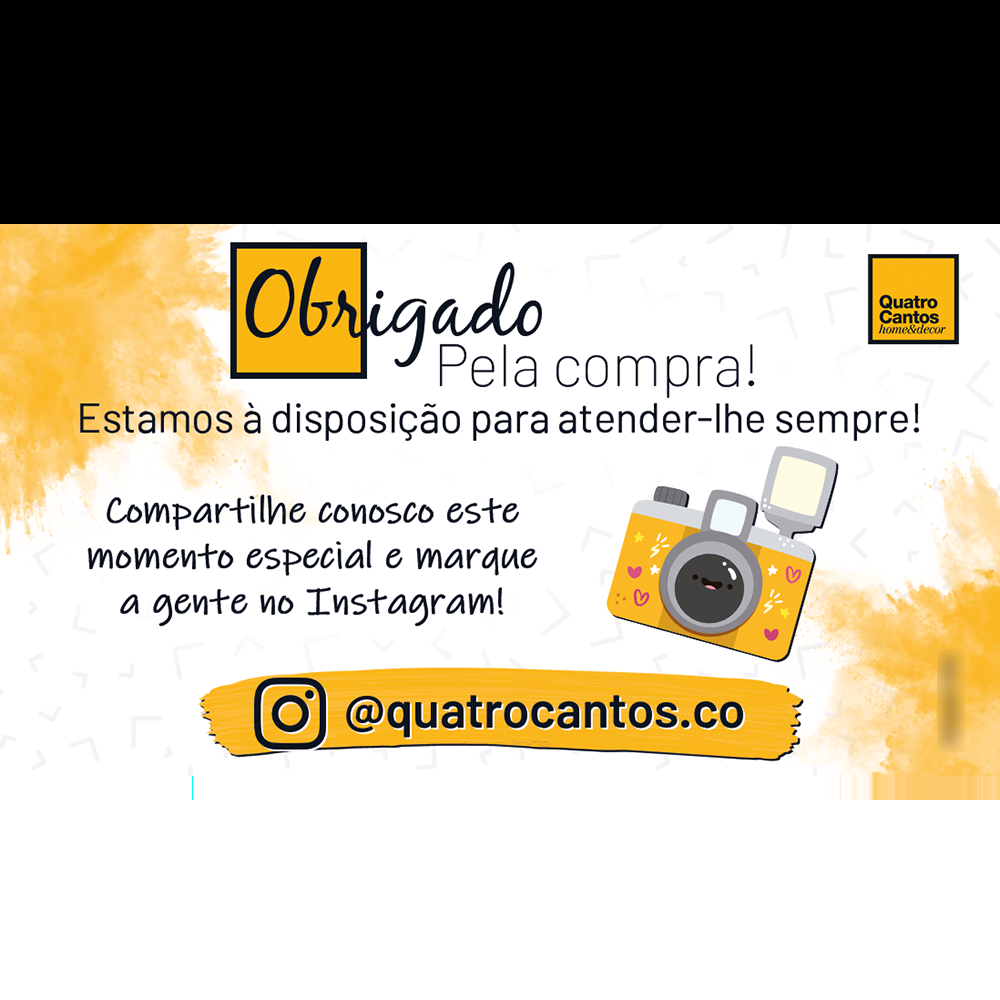 Obrigado
Pela compra!
Estamos à disposição para atender-lhe sempre!
Compartilhe conosco este
momento especial e marque
a gente no Instagram!
@quatrocantos.co
Quatro
Cantos
home&decor